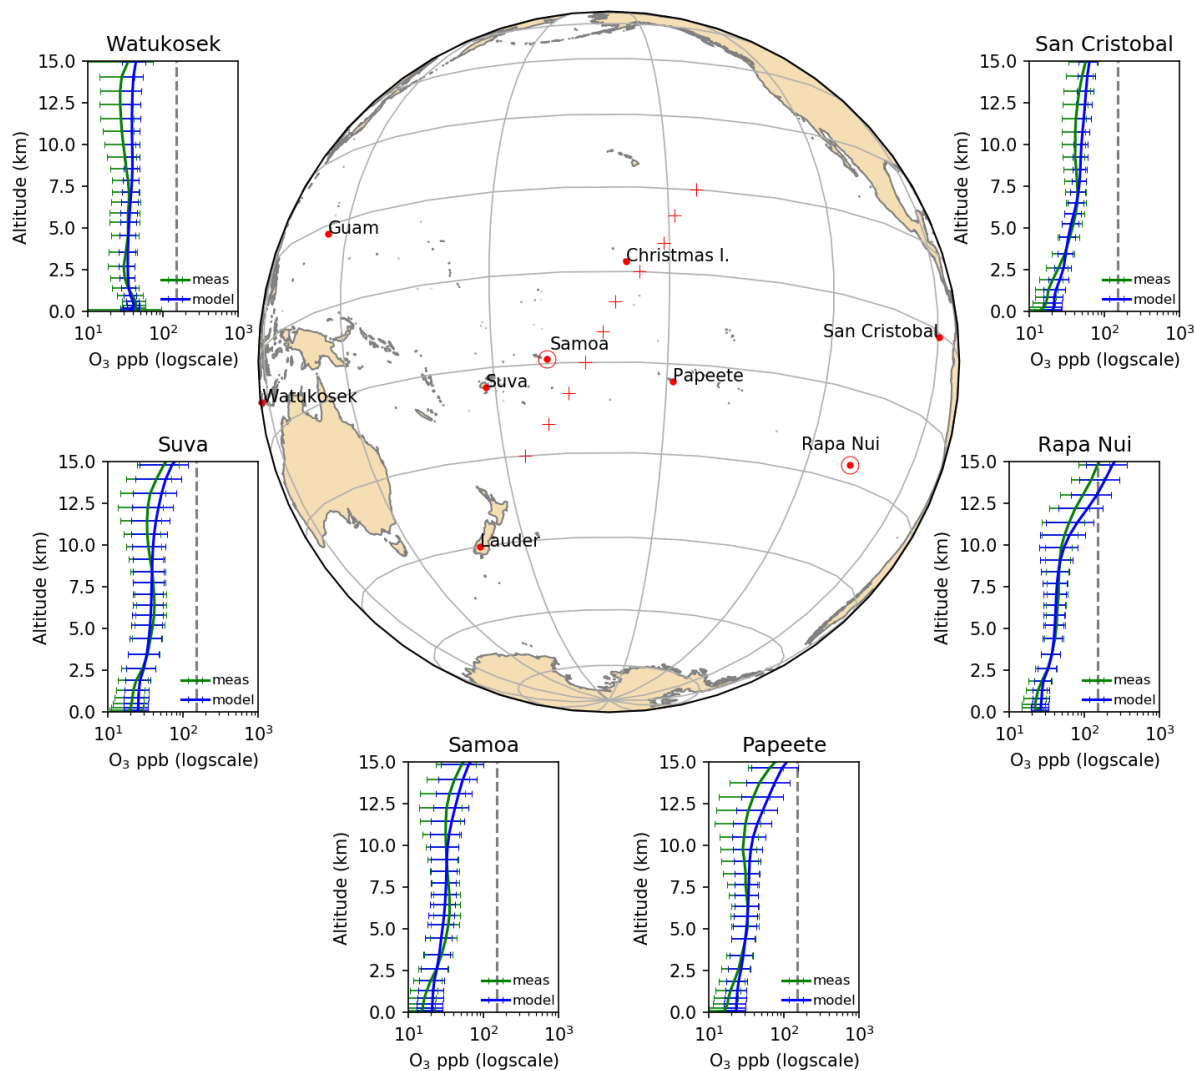 Watukosek
15.0
12.5
10.0
7.5
5.0
2.5
0.0
Altitude (km)
meas
model
10¹ 10² 10³
O₃ ppb (logscale)
San Cristobal
15.0
12.5
10.0
7.5
5.0
2.5
0.0
Altitude (km)
meas
model
10¹ 10² 10³
O₃ ppb (logscale)
Guam
Christmas I.
San Cristobal
Samoa
Suva
Papeete
Watukosek
Rapa Nui
Lauder
Suva
15.0
12.5
10.0
7.5
5.0
2.5
0.0
Altitude (km)
meas
model
10¹ 10² 10³
O₃ ppb (logscale)
Rapa Nui
15.0
12.5
10.0
7.5
5.0
2.5
0.0
Altitude (km)
meas
model
10¹ 10² 10³
O₃ ppb (logscale)
Samoa
15.0
12.5
10.0
7.5
5.0
2.5
0.0
Altitude (km)
meas
model
10¹ 10² 10³
O₃ ppb (logscale)
Papeete
15.0
12.5
10.0
7.5
5.0
2.5
0.0
Altitude (km)
meas
model
10¹ 10² 10³
O₃ ppb (logscale)